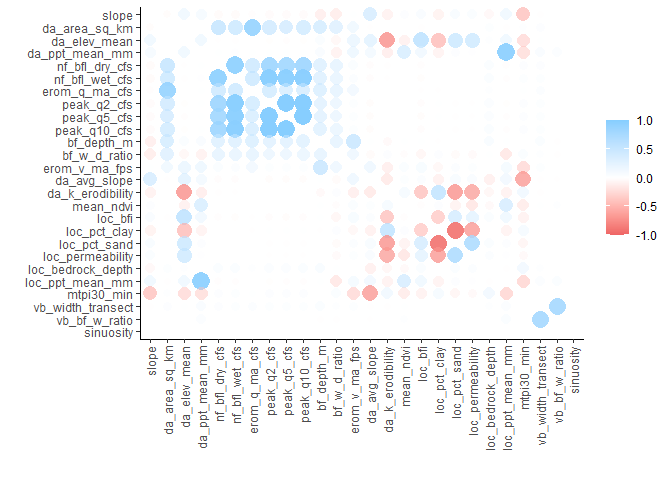 slope
da_area_sq_km
da_elev_mean
da_ppt_mean_mm
nf_bfl_dry_cfs
nf_bfl_wet_cfs
erom_q_ma_cfs
peak_q2_cfs
peak_q5_cfs
peak_q10_cfs
bf_depth_m
bf_w_d_ratio
erom_v_ma_fps
da_avg_slope
da_k_erodibility
mean_ndvi
loc_bfi
loc_pct_clay
loc_pct_sand
loc_permeability
loc_bedrock_depth
loc_ppt_mean_mm
mtpi30_min
vb_width_transect
vb_bf_w_ratio
sinuosity
slope
da_area_sq_km
da_elev_mean
da_ppt_mean_mm
nf_bfl_dry_cfs
nf_bfl_wet_cfs
erom_q_ma_cfs
peak_q2_cfs
peak_q5_cfs
peak_q10_cfs
bf_depth_m
bf_w_d_ratio
erom_v_ma_fps
da_avg_slope
da_k_erodibility
mean_ndvi
loc_bfi
loc_pct_clay
loc_pct_sand
loc_permeability
loc_bedrock_depth
loc_ppt_mean_mm
mtpi30_min
vb_width_transect
vb_bf_w_ratio
sinuosity
1.0
0.5
0.0
-0.5
-1.0